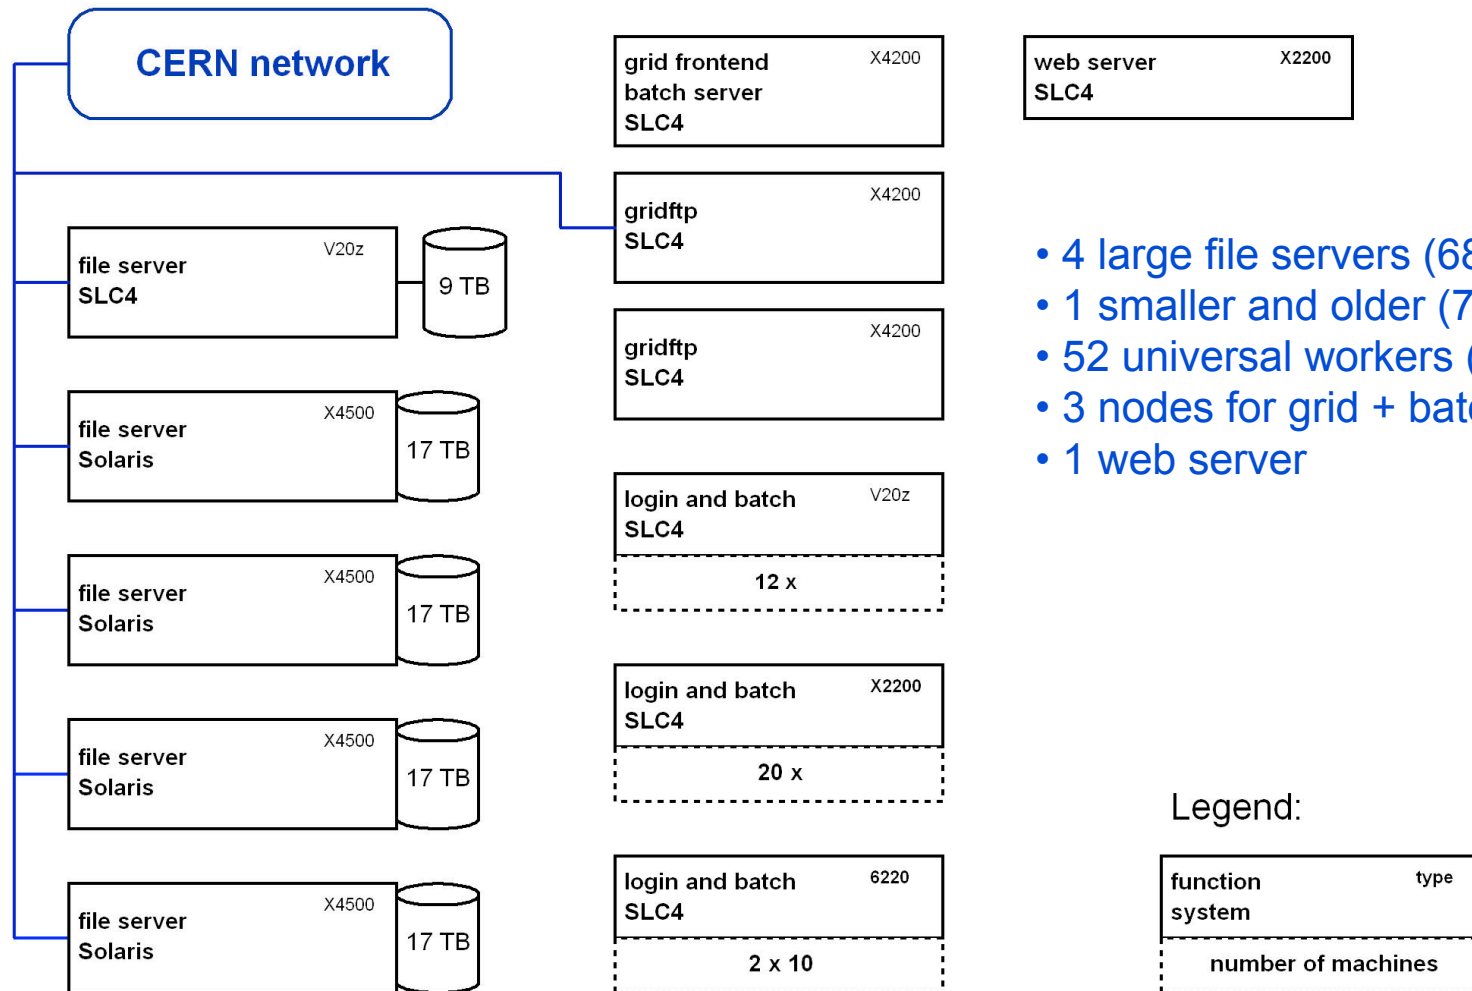 CERN network
file server V20z
SLC4
9 TB
file server X4500
Solaris
17 TB
file server X4500
Solaris
17 TB
file server X4500
Solaris
17 TB
file server X4500
Solaris
17 TB
grid frontend X4200
batch server
SLC4
gridftp X4200
SLC4
gridftp X4200
SLC4
login and batch V20z
SLC4
12 x
login and batch X2200
SLC4
20 x
login and batch 6220
SLC4
2 x 10
web server X2200
SLC4
• 4 large file servers (68
• 1 smaller and older (7
• 52 universal workers (
• 3 nodes for grid +
• 1 web server
Legend:
function type
system
number of machines